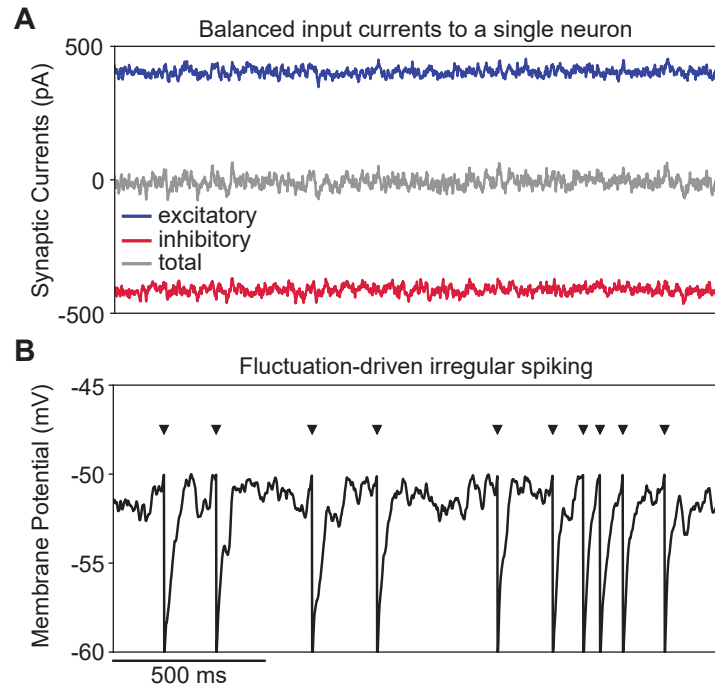 A
Balanced input currents to a single neuron
Synaptic Currents (pA)
500
0
-500
excitatory
inhibitory
total
B
Fluctuation-driven irregular spiking
Membrane Potential (mV)
-45
-50
-55
-60
500 ms